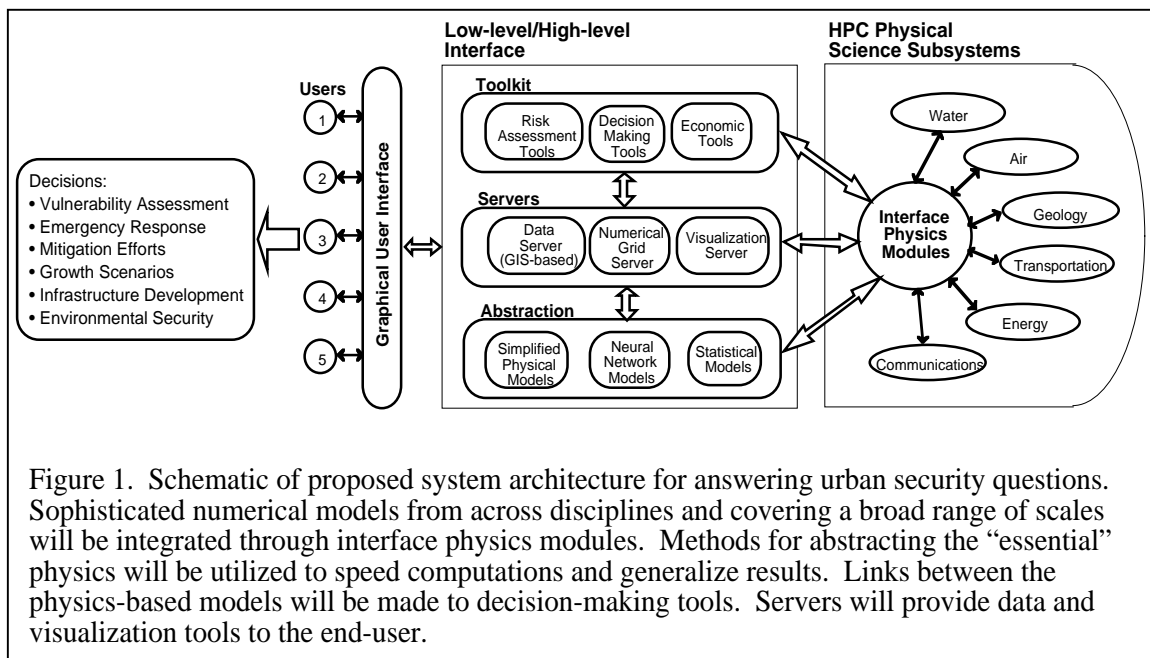 Low-level/High-level
Interface
HPC Physical
Science Subsystems
Users
1
2
3
4
5
Decisions:
• Vulnerability Assessment
• Emergency Response
• Mitigation Efforts
• Growth Scenarios
• Infrastructure Development
• Environmental Security
Graphical User Interface
Toolkit
Risk
Assessment
Tools
Decision
Making
Tools
Economic
Tools
Servers
Data
Server
(GIS-based)
Numerical
Grid
Server
Visualization
Server
Abstraction
Simplified
Physical
Models
Neural
Network
Models
Statistical
Models
Interface
Physics
Modules
Water
Air
Geology
Transportation
Energy
Communications
Figure 1. Schematic of proposed system architecture for answering urban security questions.
Sophisticated numerical models from across disciplines and covering a broad range of scales
will be integrated through interface physics modules. Methods for abstracting the “essential”
physics will be utilized to speed computations and generalize results. Links between the
physics-based models will be made to decision-making tools. Servers will provide data and
visualization tools to the end-user.